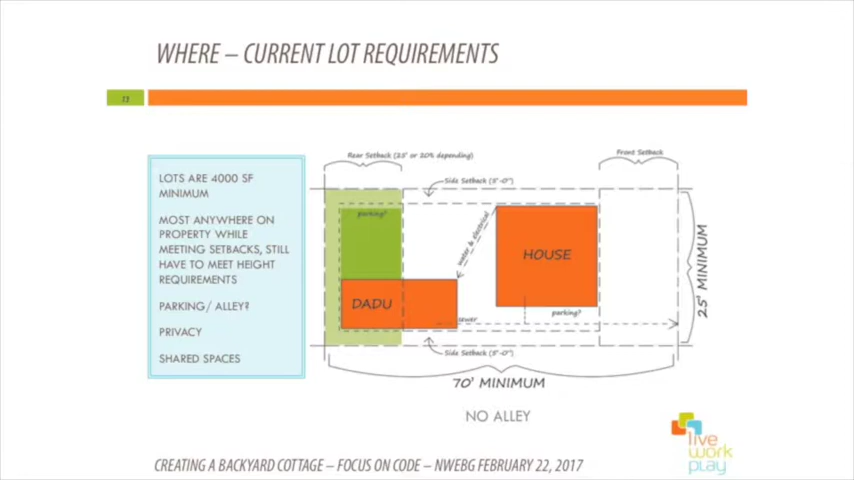 WHERE – CURRENT LOT REQUIREMENTS
13
LOTS ARE 4000 SF
MINIMUM
MOST ANYWHERE ON
PROPERTY WHILE
MEETING SETBACKS, STILL
HAVE TO MEET HEIGHT
REQUIREMENTS
PARKING/ ALLEY?
PRIVACY
SHARED SPACES
Rear Setback (25' or 20% depending)
Front Setback
Side Setback (5'-0")
parking?
water & electrical
HOUSE
DADU
sewer
parking?
25' MINIMUM
Side Setback (5'-0")
70' MINIMUM
NO ALLEY
live
work
play
CREATING A BACKYARD COTTAGE – FOCUS ON CODE – NWEBG FEBRUARY 22, 2017